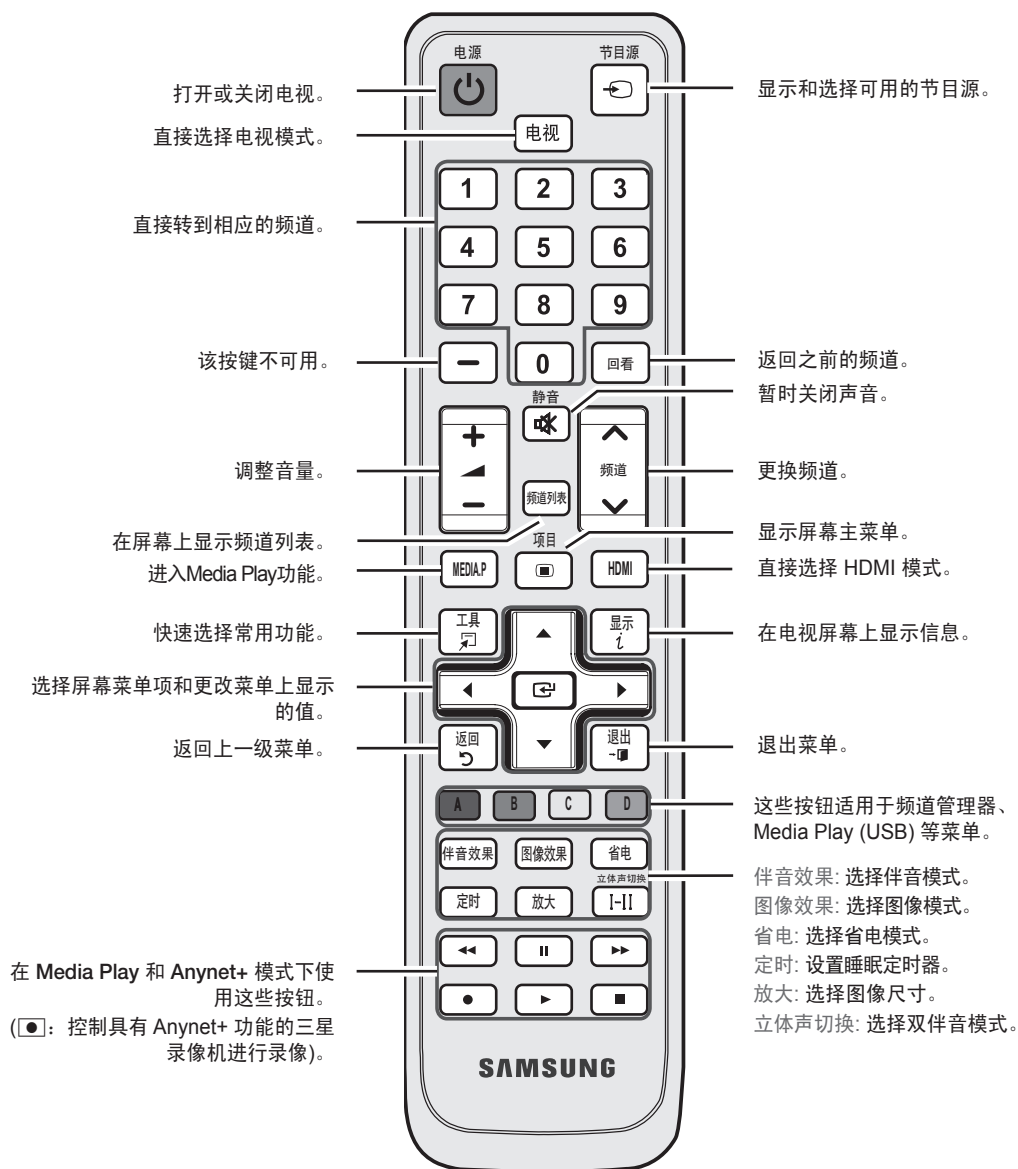 电源
节目源
打开或关闭电视。
显示和选择可用的节目源。
电视
直接选择电视模式。
1 2 3
直接转到相应的频道。
4 5 6
7 8 9
该按键不可用。
0
回看
返回之前的频道。
静音
暂时关闭声音。
调整音量。
频道
更换频道。
频道列表
在屏幕上显示频道列表。
项目
显示屏幕主菜单。
进入Media Play功能。
MEDIA.P
HDMI
直接选择 HDMI 模式。
快速选择常用功能。
工具
显示
i
在电视屏幕上显示信息。
选择屏幕菜单项和更改菜单上显示
的值。
返回上一级菜单。
返回
退出
退出菜单。
A B C D
这些按钮适用于频道管理器、
Media Play (USB) 等菜单。
伴音效果 图像效果 省电
立体声切换
定时 放大 I-II
伴音效果: 选择伴音模式。
图像效果: 选择图像模式。
省电: 选择省电模式。
定时: 设置睡眠定时器。
放大: 选择图像尺寸。
立体声切换: 选择双伴音模式。
在 Media Play 和 Anynet+ 模式下使
用这些按钮。
(●: 控制具有 Anynet+ 功能的三星
录像机进行录像)。
SAMSUNG